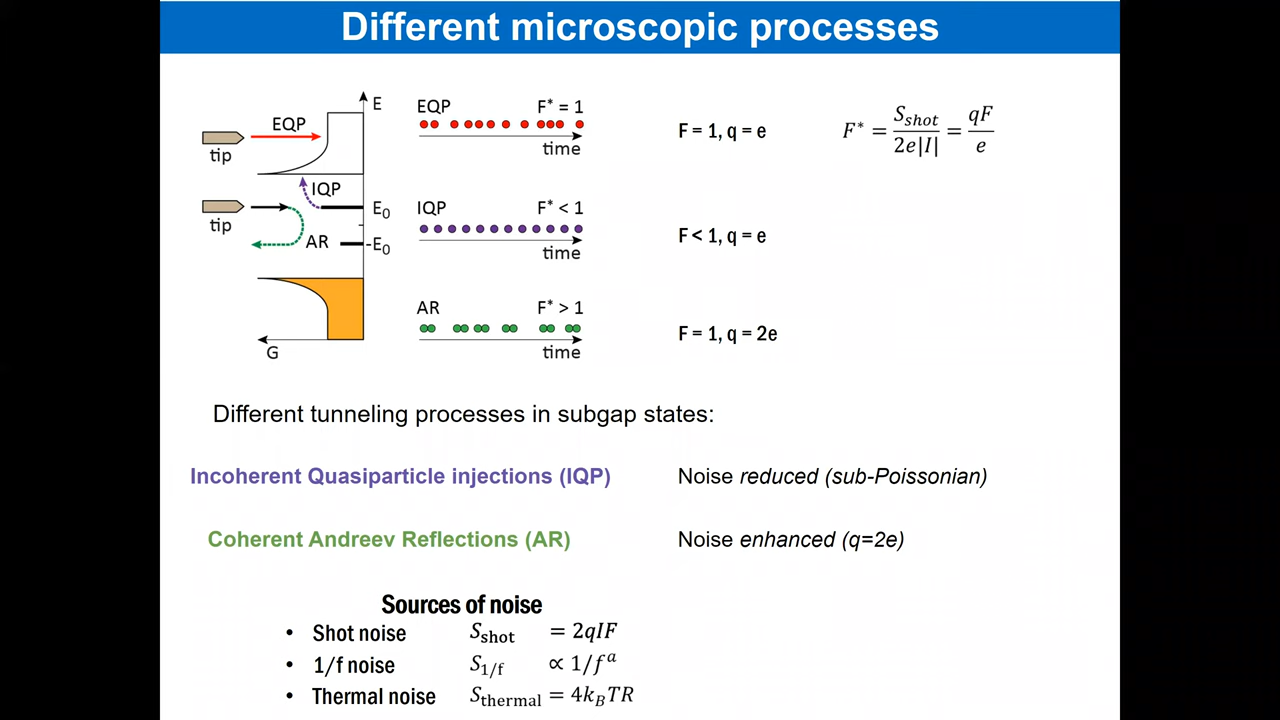 Different microscopic processes
E
EQP
tip
IQP
E₀
tip
AR
-E₀
G
EQP F* = 1
time
IQP F* < 1
time
AR F* > 1
time
F = 1, q = e
F < 1, q = e
F = 1, q = 2e
F* = S_shot / 2e|I| = qF / e
Different tunneling processes in subgap states:
Incoherent Quasiparticle injections (IQP) Noise reduced (sub-Poissonian)
Coherent Andreev Reflections (AR) Noise enhanced (q=2e)
Sources of noise
• Shot noise S_shot = 2qIF
• 1/f noise S_1/f ∝ 1/f^a
• Thermal noise S_thermal = 4k_BTR